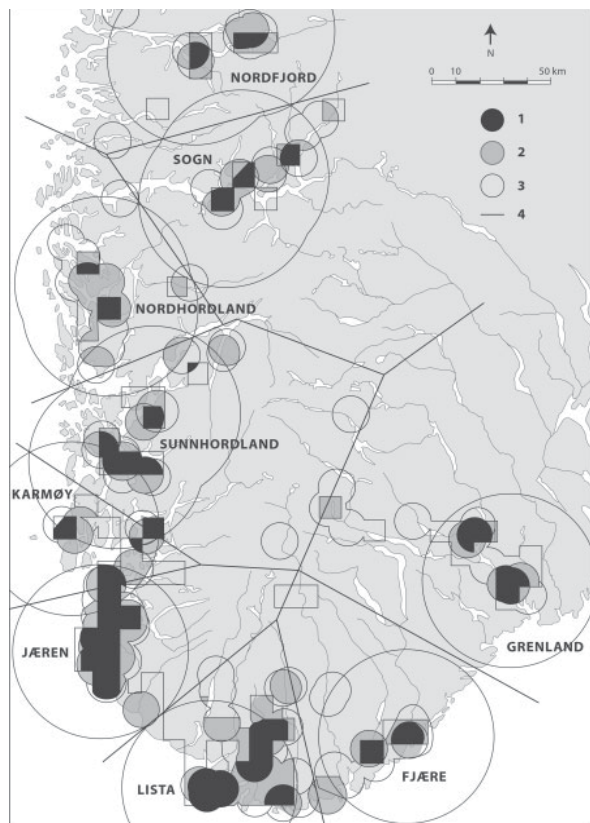 NORDFJORD
N
0 10 50 km
1
SOGN
2
3
4
NORDHORDLAND
SUNNHORDLAND
KARMØY
JÆREN
GRENLAND
LISTA
FJÆRE